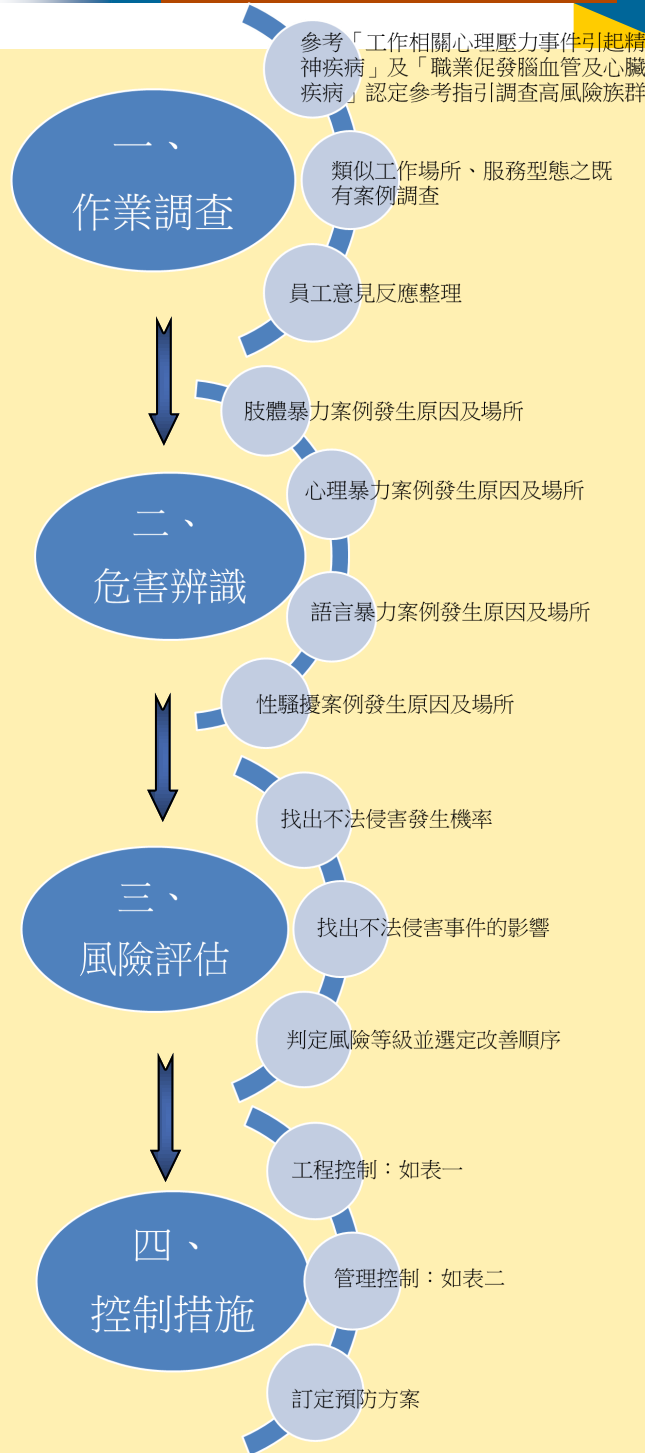 一、
作業調查
參考「工作相關心理壓力事件引起精
神疾病」及「職業促發腦血管及心臟
疾病」認定參考指引調查高風險族群
類似工作場所、服務型態之既
有案例調查
員工意見反應整理
二、
危害辨識
肢體暴力案例發生原因及場所
心理暴力案例發生原因及場所
語言暴力案例發生原因及場所
性騷擾案例發生原因及場所
三、
風險評估
找出不法侵害發生機率
找出不法侵害事件的影響
判定風險等級並選定改善順序
四、
控制措施
工程控制：如表一
管理控制：如表二
訂定預防方案